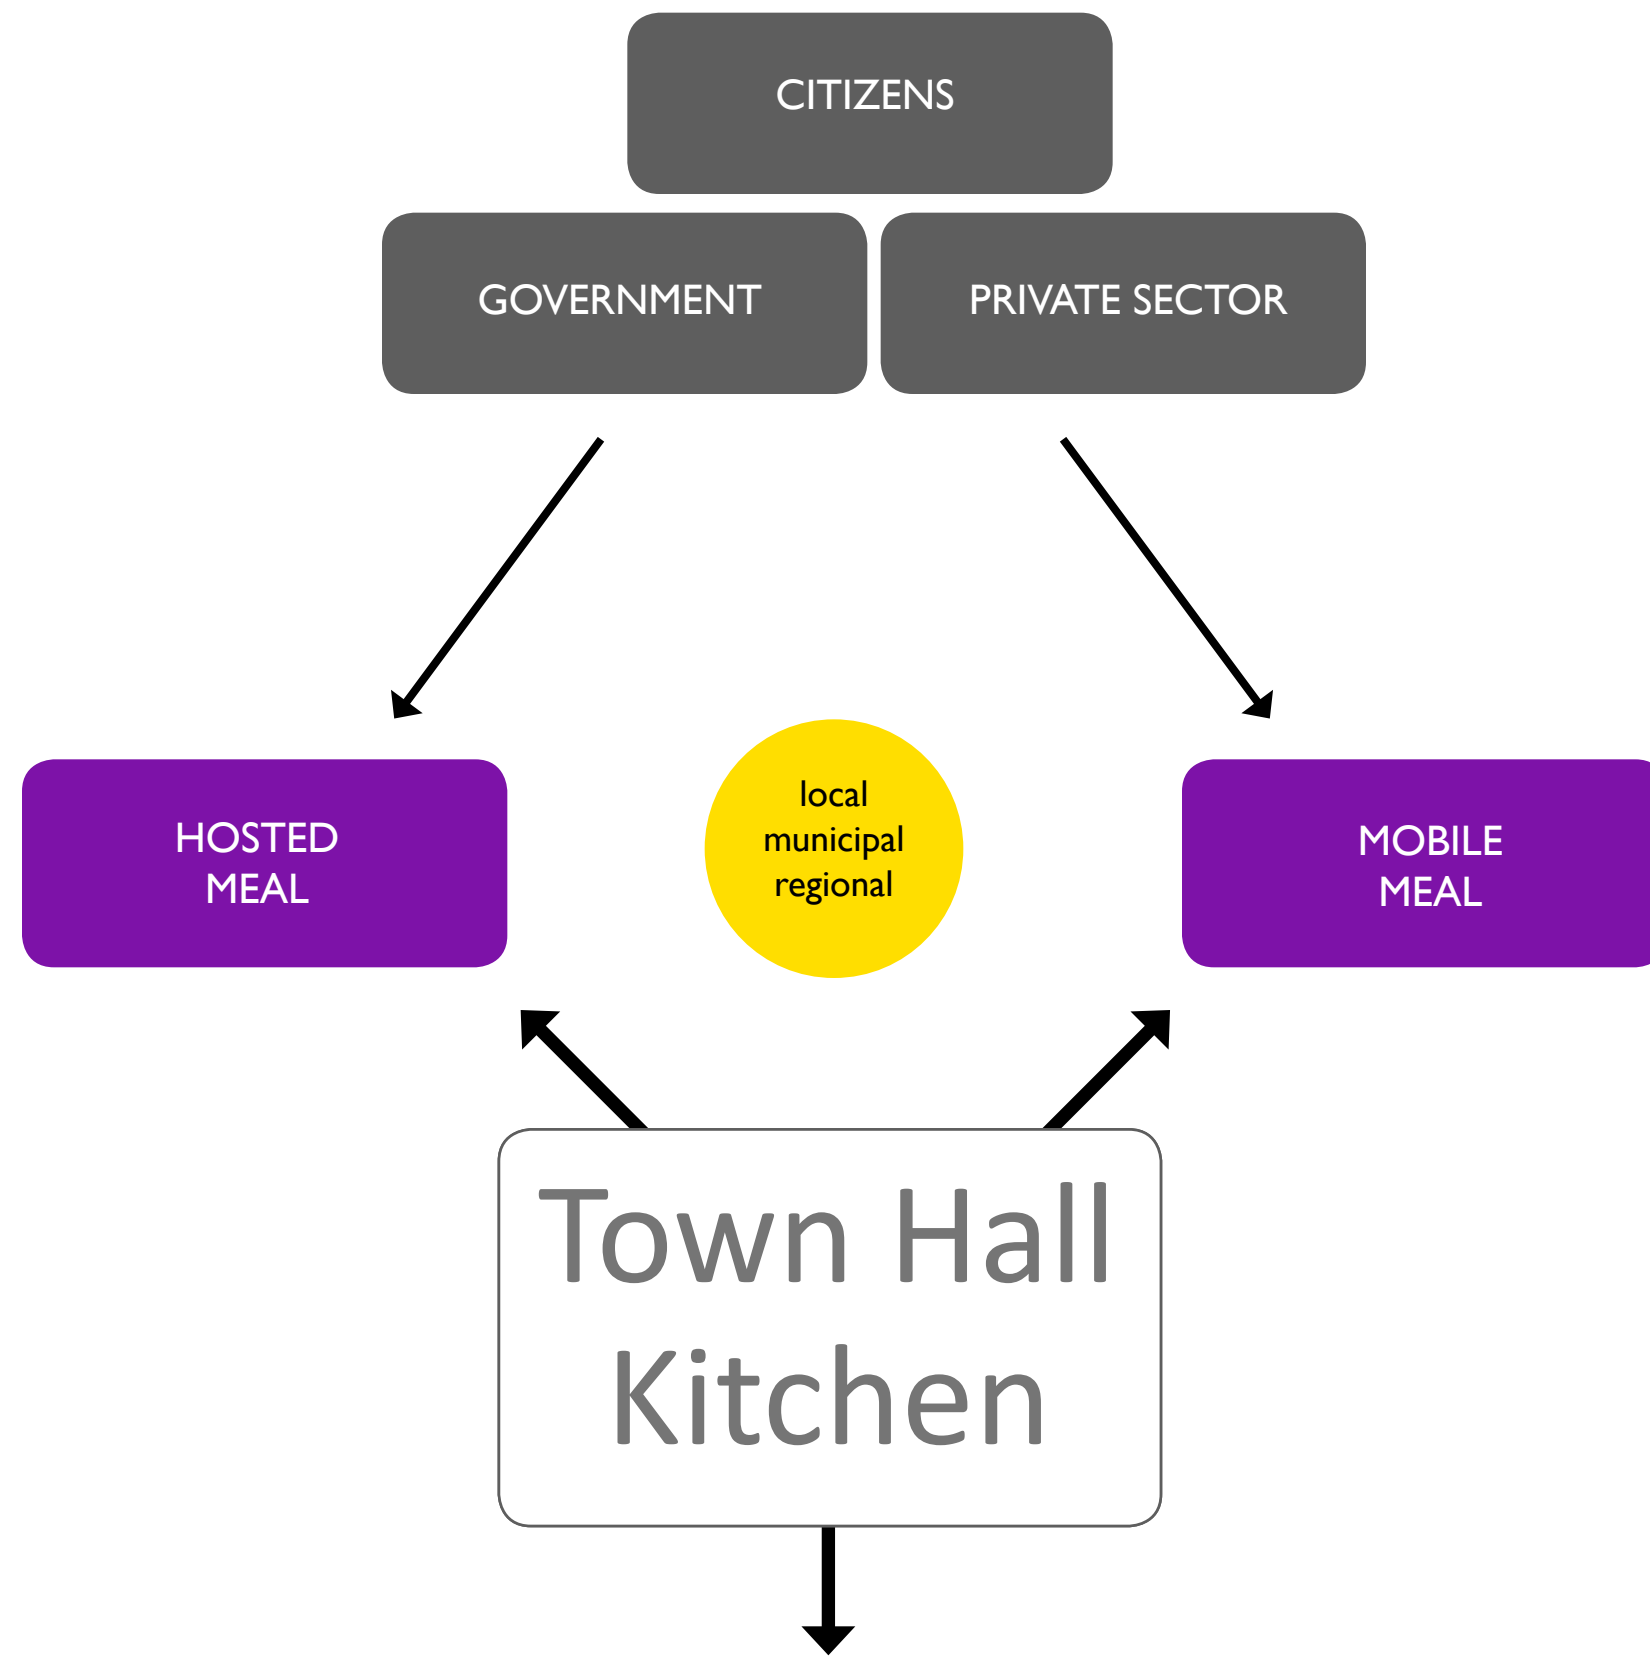 CITIZENS
GOVERNMENT
PRIVATE SECTOR
HOSTED
MEAL
local
municipal
regional
MOBILE
MEAL
Town Hall
Kitchen